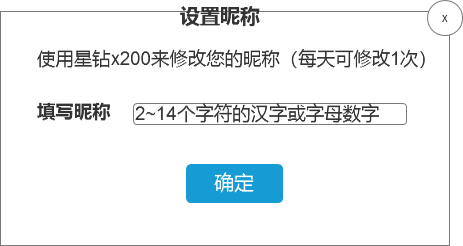 设置昵称
x
使用星钻x200来修改您的昵称（每天可修改1次）
填写昵称 2~14个字符的汉字或字母数字
确定